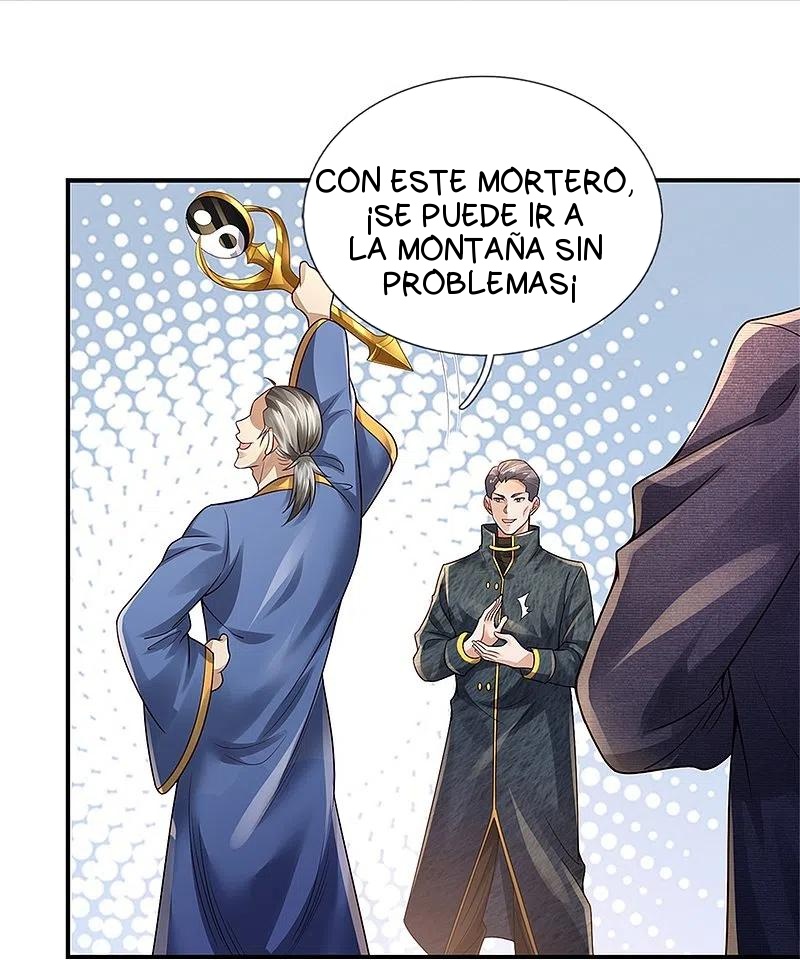 CON ESTE MORTERO,
¡SE PUEDE IR A
LA MONTAÑA SIN
PROBLEMAS¡